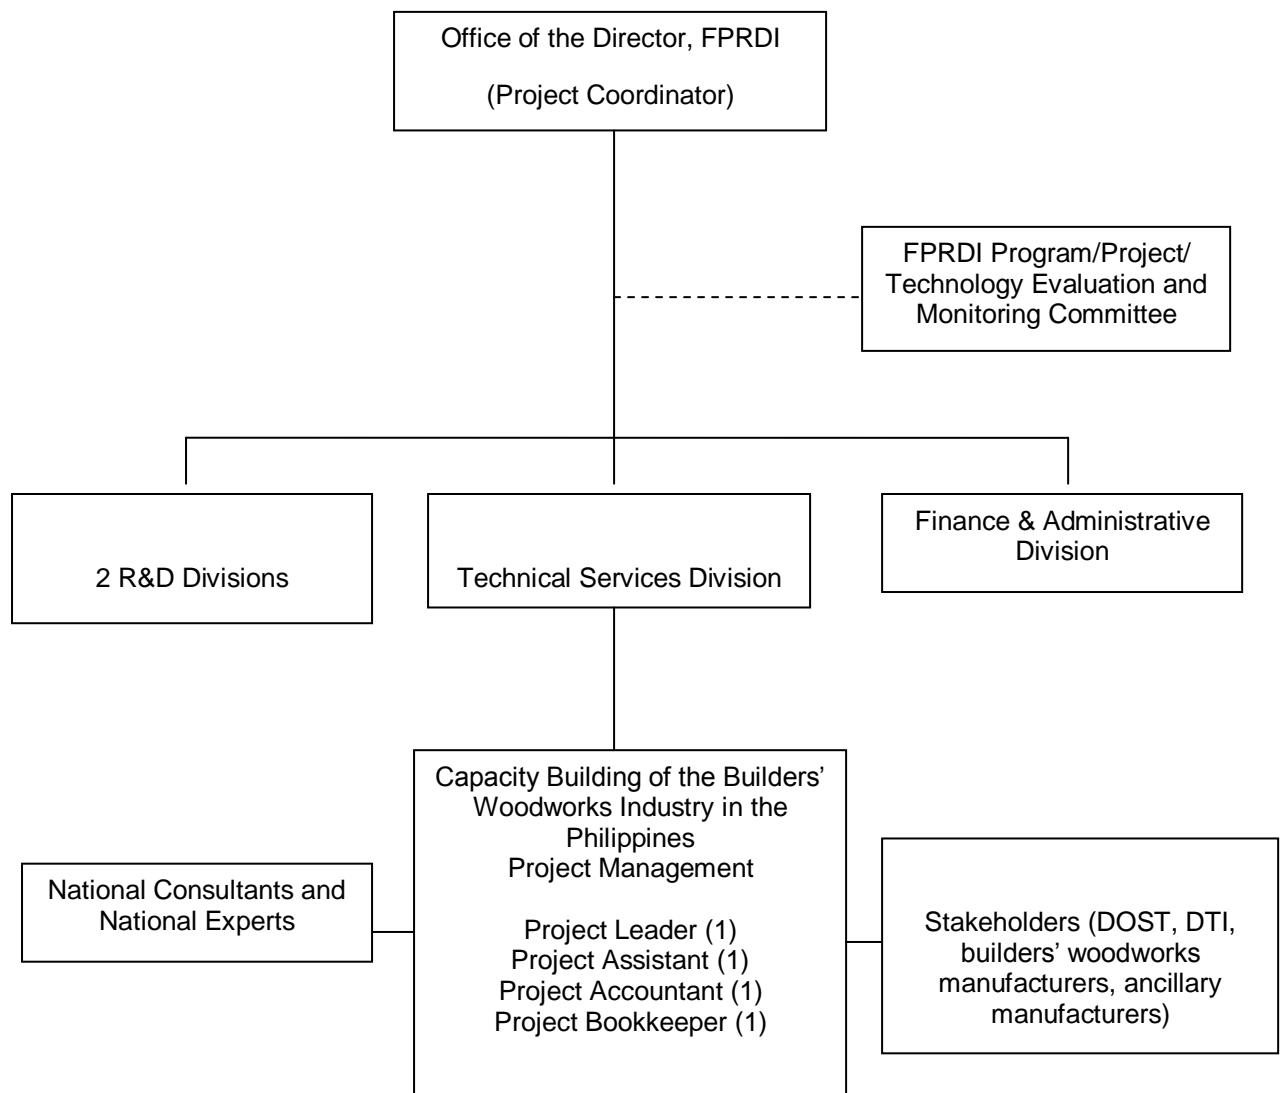 Office of the Director, FPRDI
(Project Coordinator)
FPRDI Program/Project/
Technology Evaluation and
Monitoring Committee
2 R&D Divisions
Technical Services Division
Finance & Administrative
Division
Capacity Building of the Builders’
Woodworks Industry in the
Philippines
Project Management
Project Leader (1)
Project Assistant (1)
Project Accountant (1)
Project Bookkeeper (1)
National Consultants and
National Experts
Stakeholders (DOST, DTI,
builders’ woodworks
manufacturers, ancillary
manufacturers)